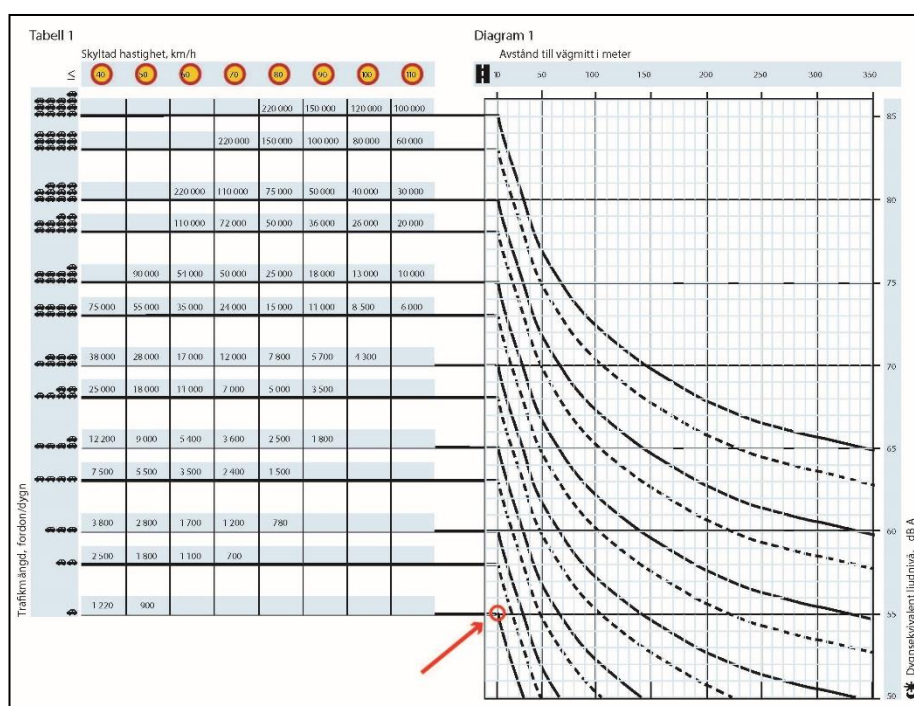 Tabell 1
Diagram 1
Skyltad hastighet, km/h
Avstånd till vägmitt i meter
≤ 40 50 60 70 80 90 100 110
10 50 100 150 200 250 300 350
220 000 150 000 120 000 100 000
85
220 000 150 000 100 000 80 000 60 000
220 000 110 000 75 000 50 000 40 000 30 000
80
110 000 72 000 50 000 36 000 26 000 20 000
90 000 51 000 50 000 25 000 18 000 13 000 10 000
75
75 000 55 000 35 000 24 000 15 000 11 000 8 500 6 000
38 000 28 000 17 000 12 000 7 800 5 700 4 300
70
25 000 18 000 11 000 7 000 5 000 3 500
12 200 9 000 5 400 3 600 2 500 1 800
65
7 500 5 500 3 500 2 400 1 500
3 800 2 800 1 700 1 200 780
60
2 500 1 800 1 100 700
1 220 900
55
50
Trafikmängd, fordon/dygn
Dygnsekvivalent ljudnivå, dB A